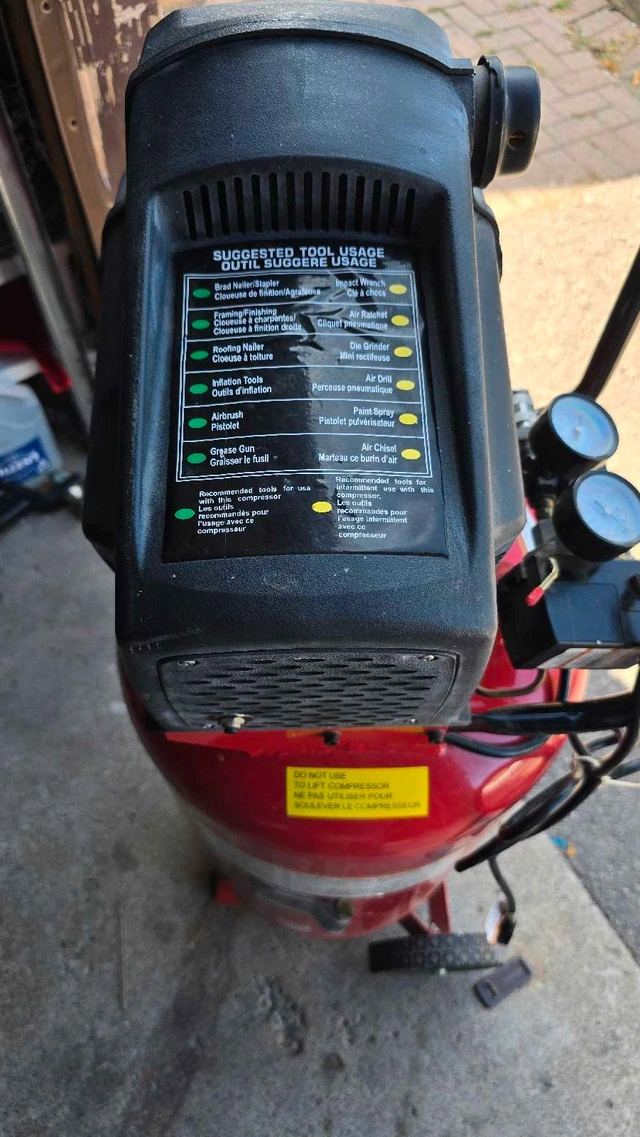 SUGGESTED TOOL USAGE
OUTIL SUGGERE USAGE
Brad Nailer/Stapler
Cloueuse de finition/Agrafeuse
Impact Wrench
Clé à chocs
Framing/Finishing
Cloueuse à charpentes/
Cloueuse à finition droite
Air Ratchet
Cliquet pneumatique
Roofing Nailer
Cloeuse à toiture
Die Grinder
Mini rectifieuse
Inflation Tools
Outils d'inflation
Air Drill
Perceuse pneumatique
Airbrush
Pistolet
Paint Spray
Pistolet pulvérisateur
Grease Gun
Graisser le fusil
Air Chisel
Marteau ce burin d'air
Recommended tools for usa
with this compressor
Les outils
recommandés pour
l'usage avec ce
compresseur
Recommended tools for
intermittent use with this
compressor.
Les outils
recommandés pour
l'usage intermittent
avec ce
compresseur
DO NOT USE
TO LIFT COMPRESSOR
NE PAS UTILISER POUR
SOULEVER LE COMPRESSEUR